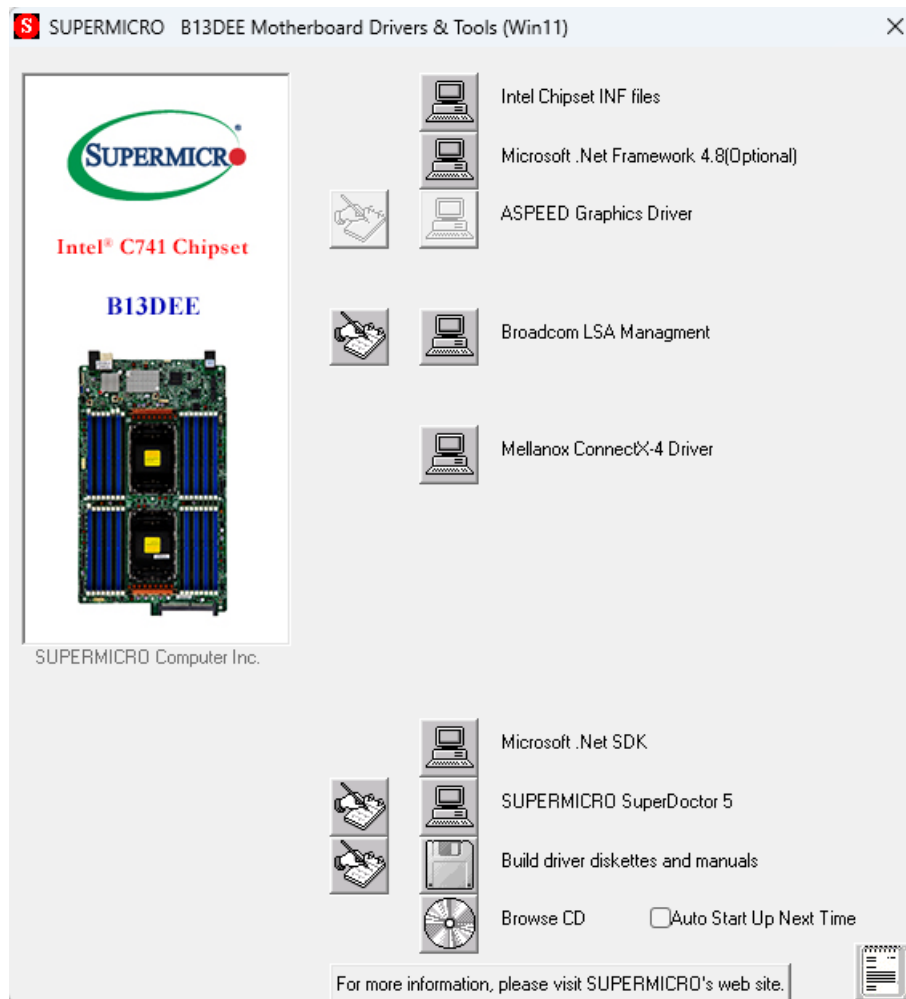 S SUPERMICRO B13DEE Motherboard Drivers & Tools (Win11)
SUPERMICR
Intel® C741 Chipset
B13DEE
SUPERMICRO Computer Inc.
Intel Chipset INF files
Microsoft .Net Framework 4.8(Optional)
ASPEED Graphics Driver
Broadcom LSA Managment
Mellanox ConnectX-4 Driver
Microsoft .Net SDK
SUPERMICRO SuperDoctor 5
Build driver diskettes and manuals
Browse CD Auto Start Up Next Time
For more information, please visit SUPERMICRO's web site.